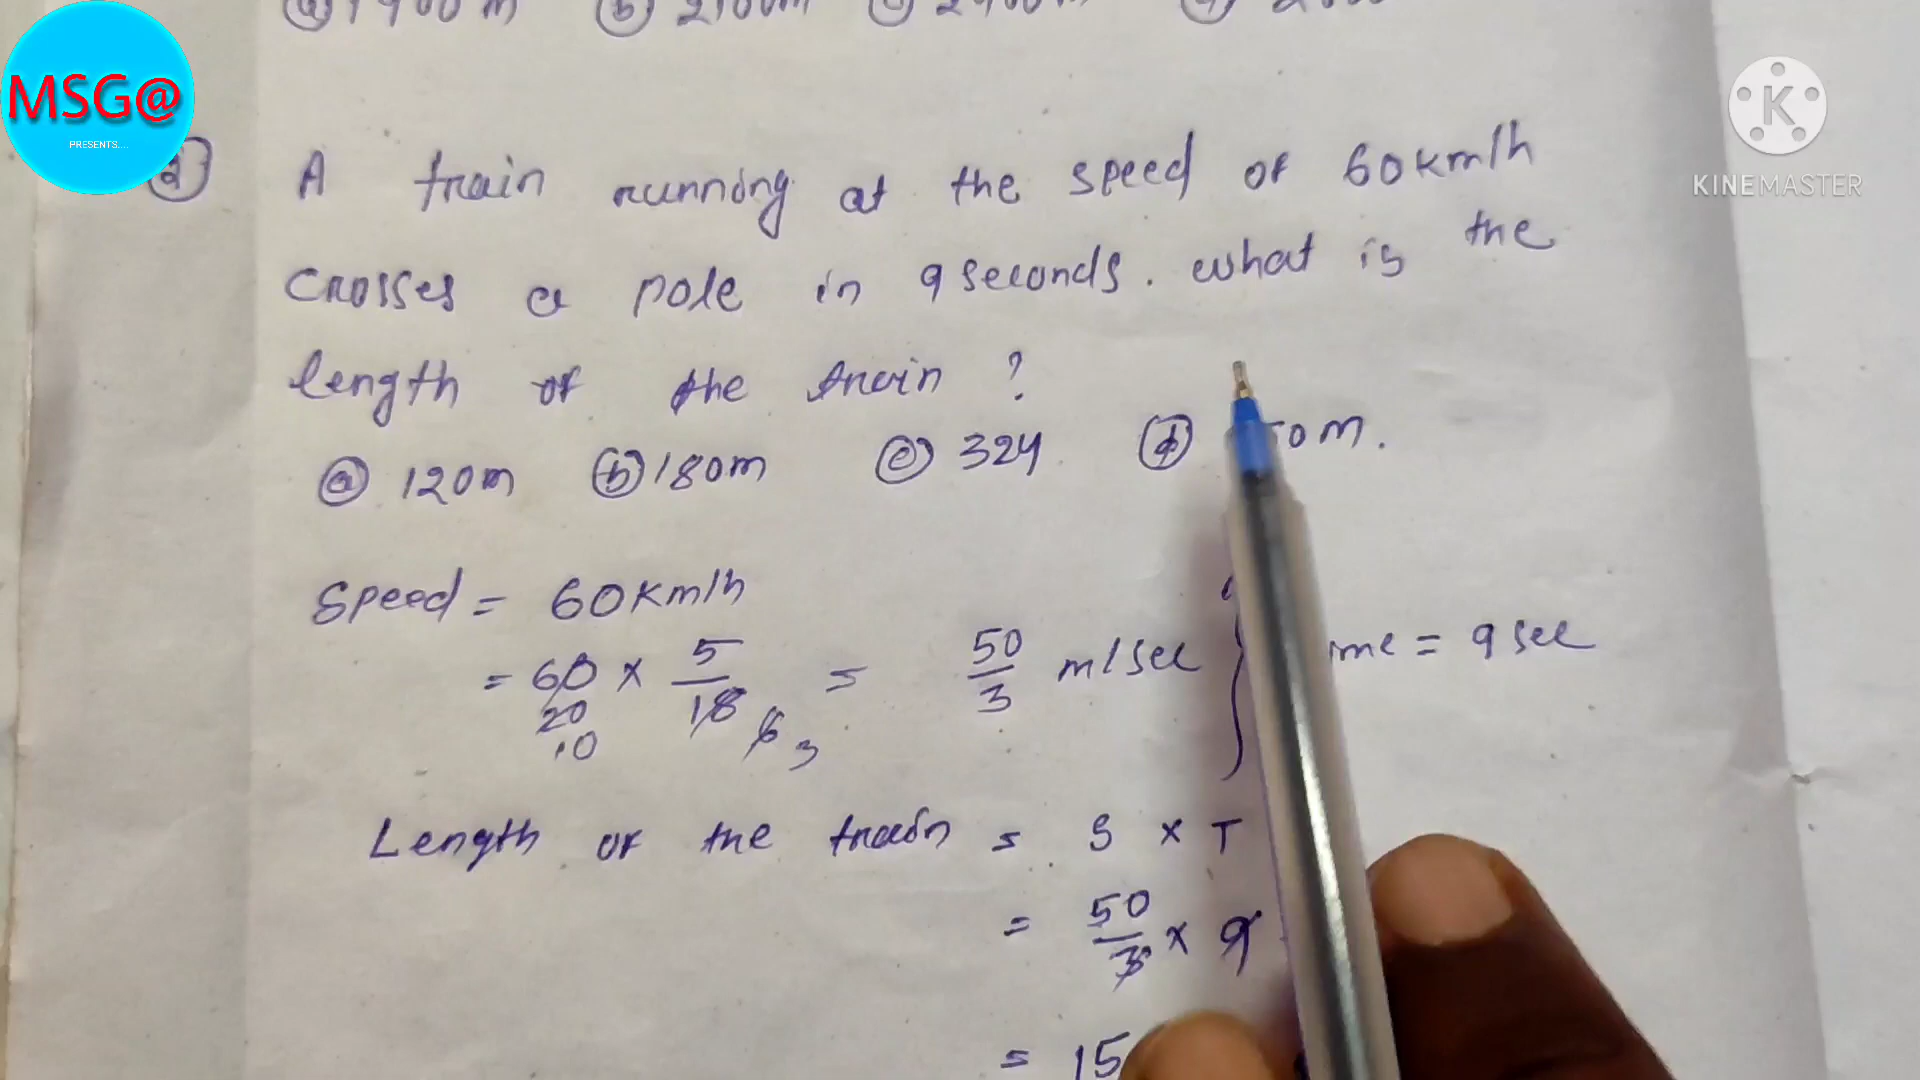 MSG@
PRESENTS....
K
KINEMASTER
2
A train running at the speed of 60km/h
crosses a pole in 9 seconds. what is the
length of the train ?
(a) 120m (b) 180m (c) 324 (d) 50m.
Speed = 60km/h
= 60 x 5/18 = 50/3 m/sec } = 9 sec
20 6 3
10
Length of the train = S x T
= 50/3 x 9
= 15